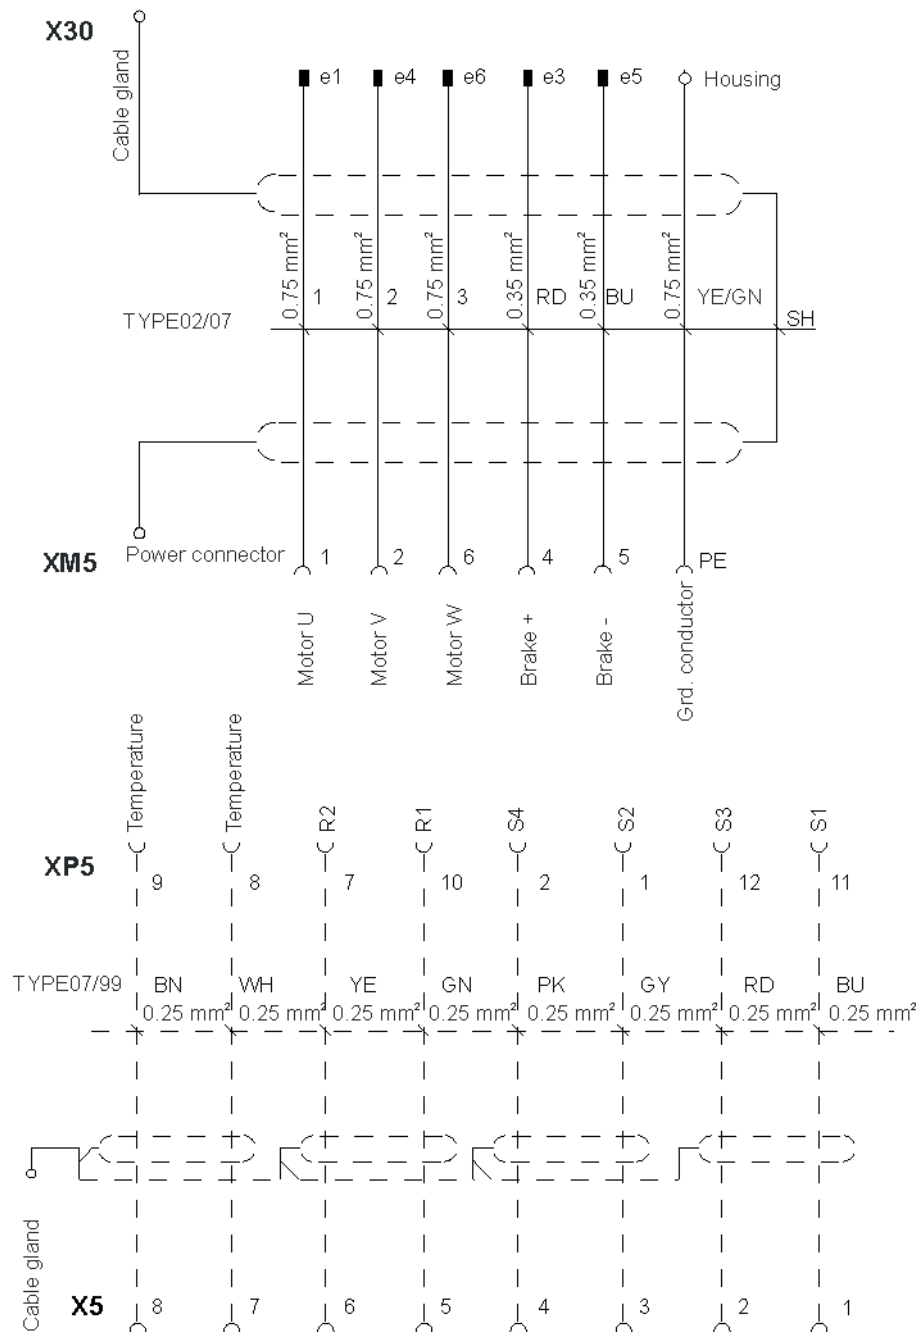 X30
Cable gland
e1 e4 e6 e3 e5 Housing
0.75 mm² 0.75 mm² 0.75 mm² 0.35 mm² 0.35 mm² 0.75 mm²
1 2 3 RD BU YE/GN
TYPE02/07 SH
XM5 Power connector 1 2 6 4 5 PE
Motor U
Motor V
Motor W
Brake +
Brake -
Grd. conductor
Temperature
Temperature
R2
R1
S4
S2
S3
S1
XP5
9 8 7 10 2 1 12 11
TYPE07/99 BN WH YE GN PK GY RD BU
0.25 mm² 0.25 mm² 0.25 mm² 0.25 mm² 0.25 mm² 0.25 mm² 0.25 mm² 0.25 mm²
Cable gland
X5 8 7 6 5 4 3 2 1